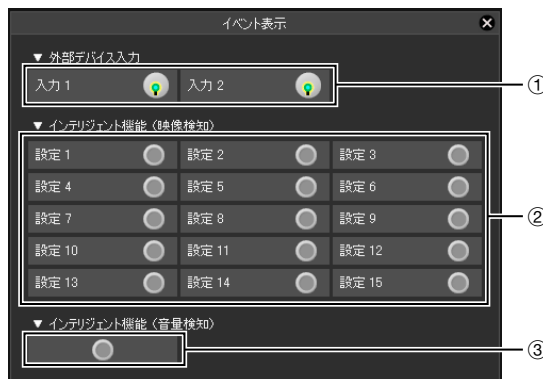 イベント表示
▼ 外部デバイス入力
入力 1 入力 2
①
▼ インテリジェント機能（映像検知）
設定 1 設定 2 設定 3
設定 4 設定 5 設定 6
設定 7 設定 8 設定 9
②
設定 10 設定 11 設定 12
設定 13 設定 14 設定 15
▼ インテリジェント機能（音量検知）
③